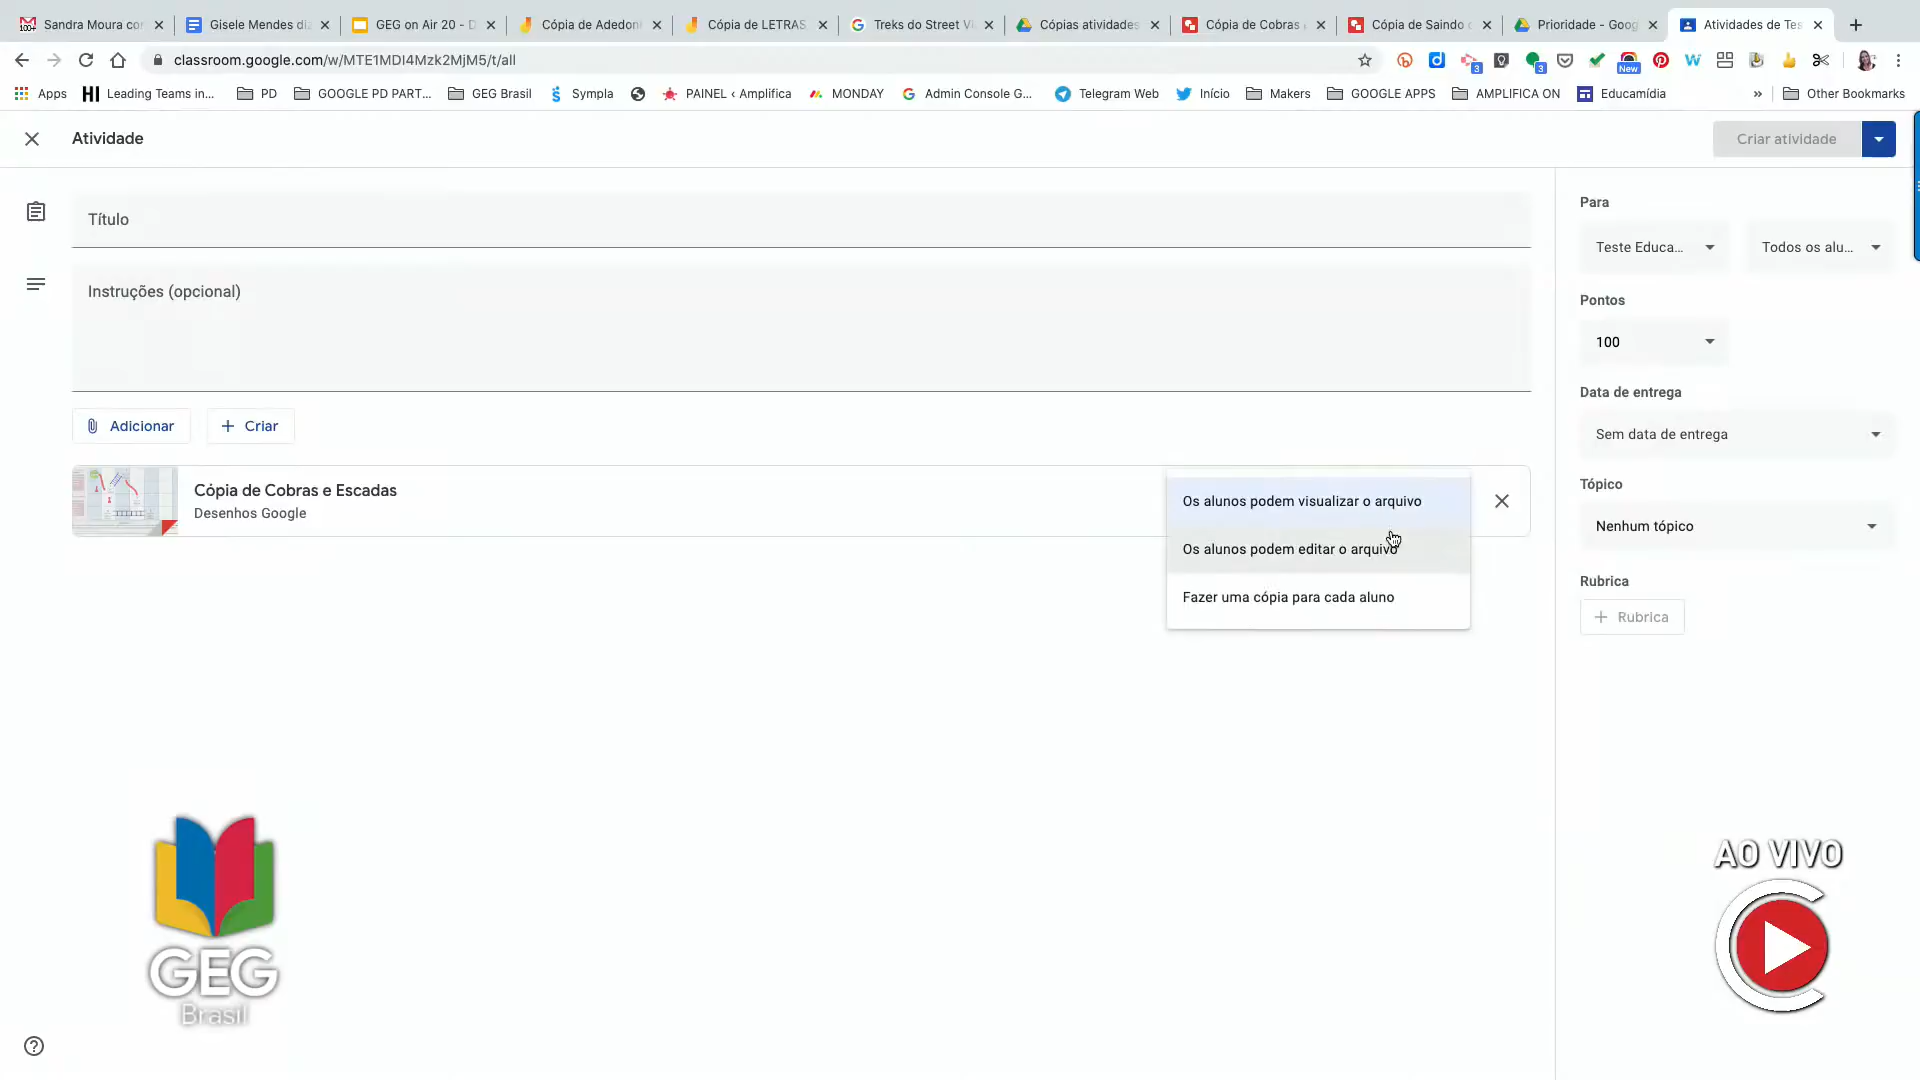 Sandra Moura co
Gisele Mendes di
GEG on Air 20 - D
Cópia de Adedon
Cópia de LETRAS
Treks do Street Vi
Cópias atividades
Cópia de Cobras
Cópia de Saindo
Prioridade - Goog
Atividades de Tes
classroom.google.com/w/MTE1MDI4Mzk2MjM5/t/all
3
3
New
Apps
Leading Teams in...
PD
GOOGLE PD PART...
GEG Brasil
Sympla
PAINEL ‹ Amplifica
MONDAY
Admin Console G...
Telegram Web
Início
Makers
GOOGLE APPS
AMPLIFICA ON
Educamídia
»
Other Bookmarks
Atividade
Criar atividade
Título
Instruções (opcional)
Adicionar
Criar
Cópia de Cobras e Escadas
Desenhos Google
Os alunos podem visualizar o arquivo
Os alunos podem editar o arquivo
Fazer uma cópia para cada aluno
Para
Teste Educa...
Todos os alu...
Pontos
100
Data de entrega
Sem data de entrega
Tópico
Nenhum tópico
Rubrica
Rubrica
GEG
Brasil
AO VIVO